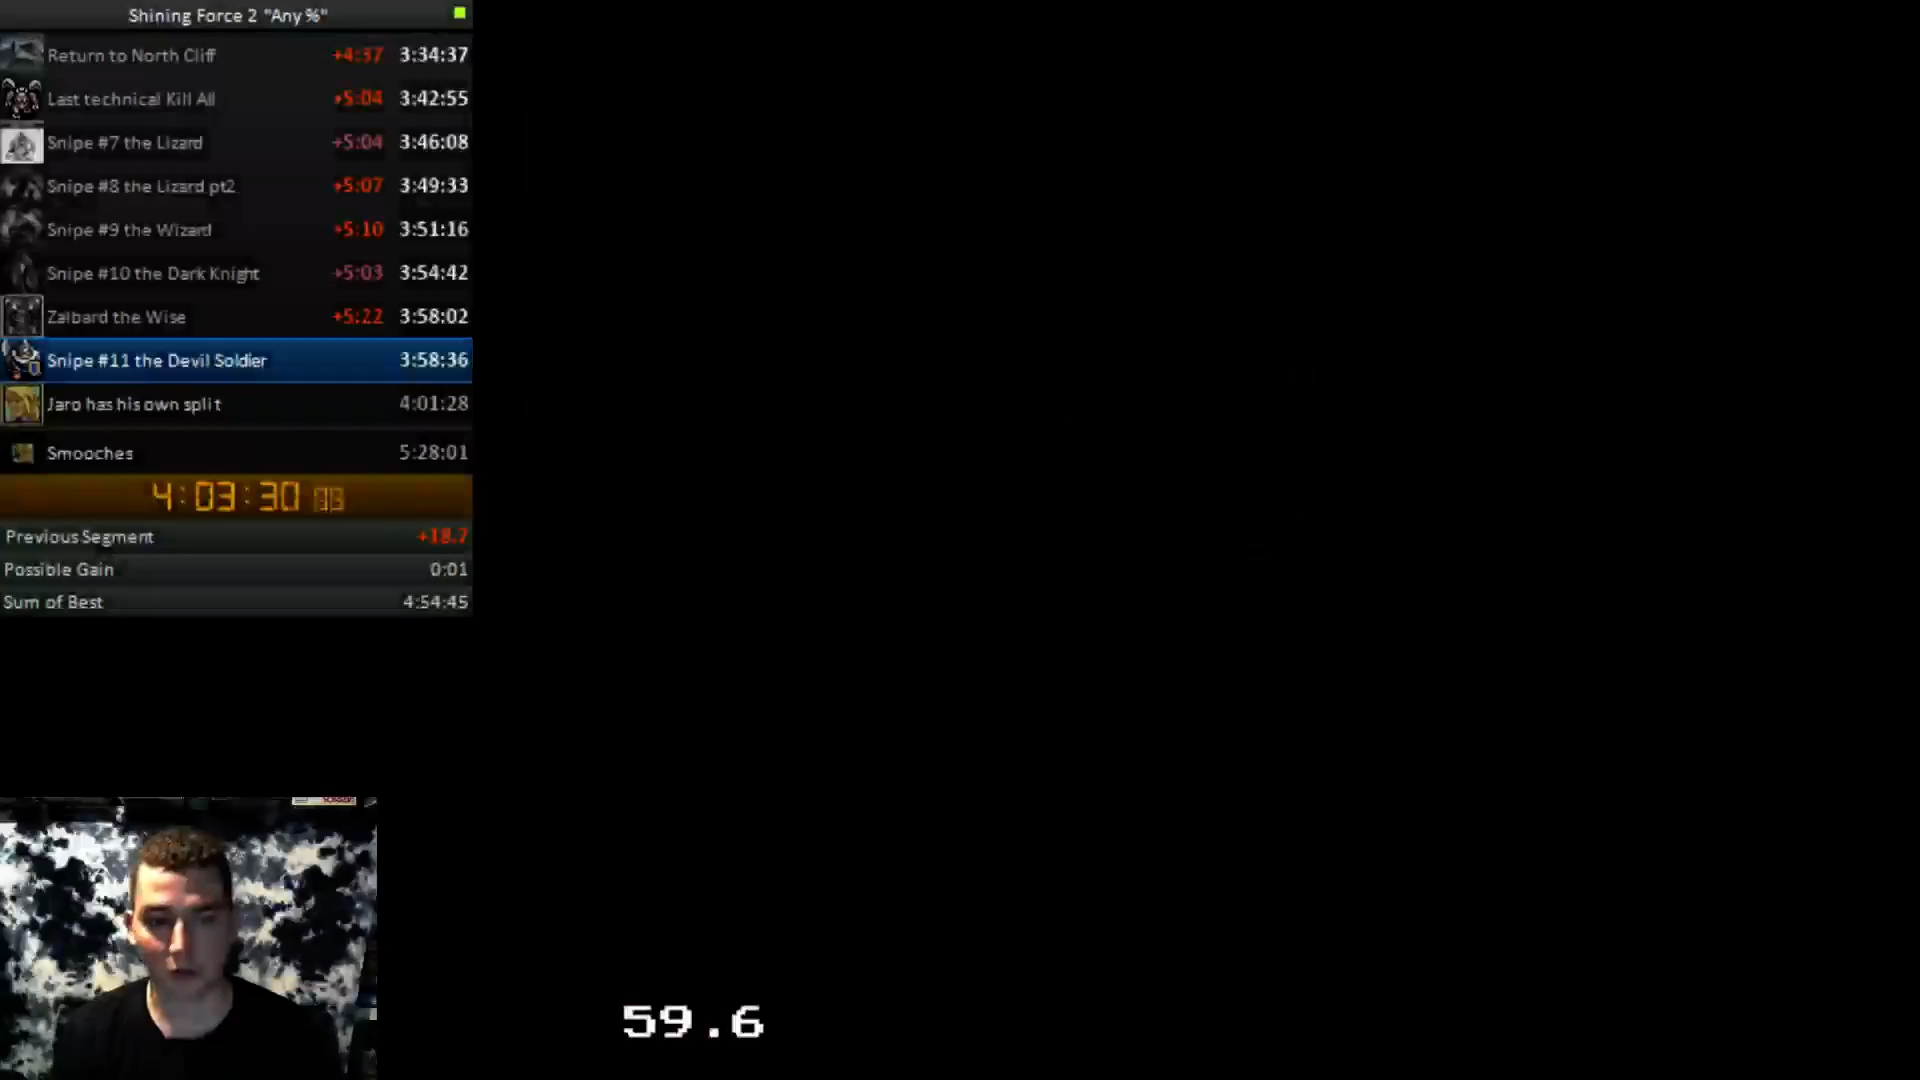 Shining Force 2 "Any %"
Return to North Cliff +4:37 3:34:37
Last technical Kill All +5:04 3:42:55
Snipe #7 the Lizard +5:04 3:46:08
Snipe #8 the Lizard pt2 +5:07 3:49:33
Snipe #9 the Wizard +5:10 3:51:16
Snipe #10 the Dark Knight +5:03 3:54:42
Zalbard the Wise +5:22 3:58:02
Snipe #11 the Devil Soldier 3:58:36
Jaro has his own split 4:01:28
Smooches 5:28:01
4:03:30
Previous Segment +18.7
Possible Gain 0:01
Sum of Best 4:54:45
59.6